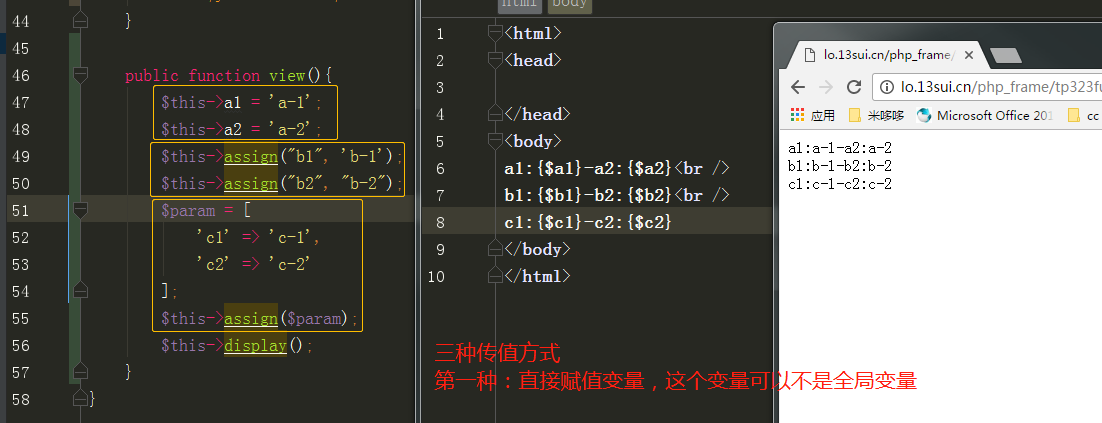 44 }
45
46 public function view(){
47 $this->a1 = 'a-1';
48 $this->a2 = 'a-2';
49 $this->assign("b1", 'b-1');
50 $this->assign("b2", "b-2");
51 $param = [
52 'c1' => 'c-1',
53 'c2' => 'c-2'
54 ];
55 $this->assign($param);
56 $this->display();
57 }
58 }
html body
1 <html>
2 <head>
3
4 </head>
5 <body>
6 a1:{$a1}-a2:{$a2}<br />
7 b1:{$b1}-b2:{$b2}<br />
8 c1:{$c1}-c2:{$c2}
9 </body>
10 </html>
三种传值方式
第一种：直接赋值变量，这个变量可以不是全局变量
lo.13sui.cn/php_frame/
lo.13sui.cn/php_frame/tp323fu
应用 米哆哆 Microsoft Office 201 cc
a1:a-1-a2:a-2
b1:b-1-b2:b-2
c1:c-1-c2:c-2